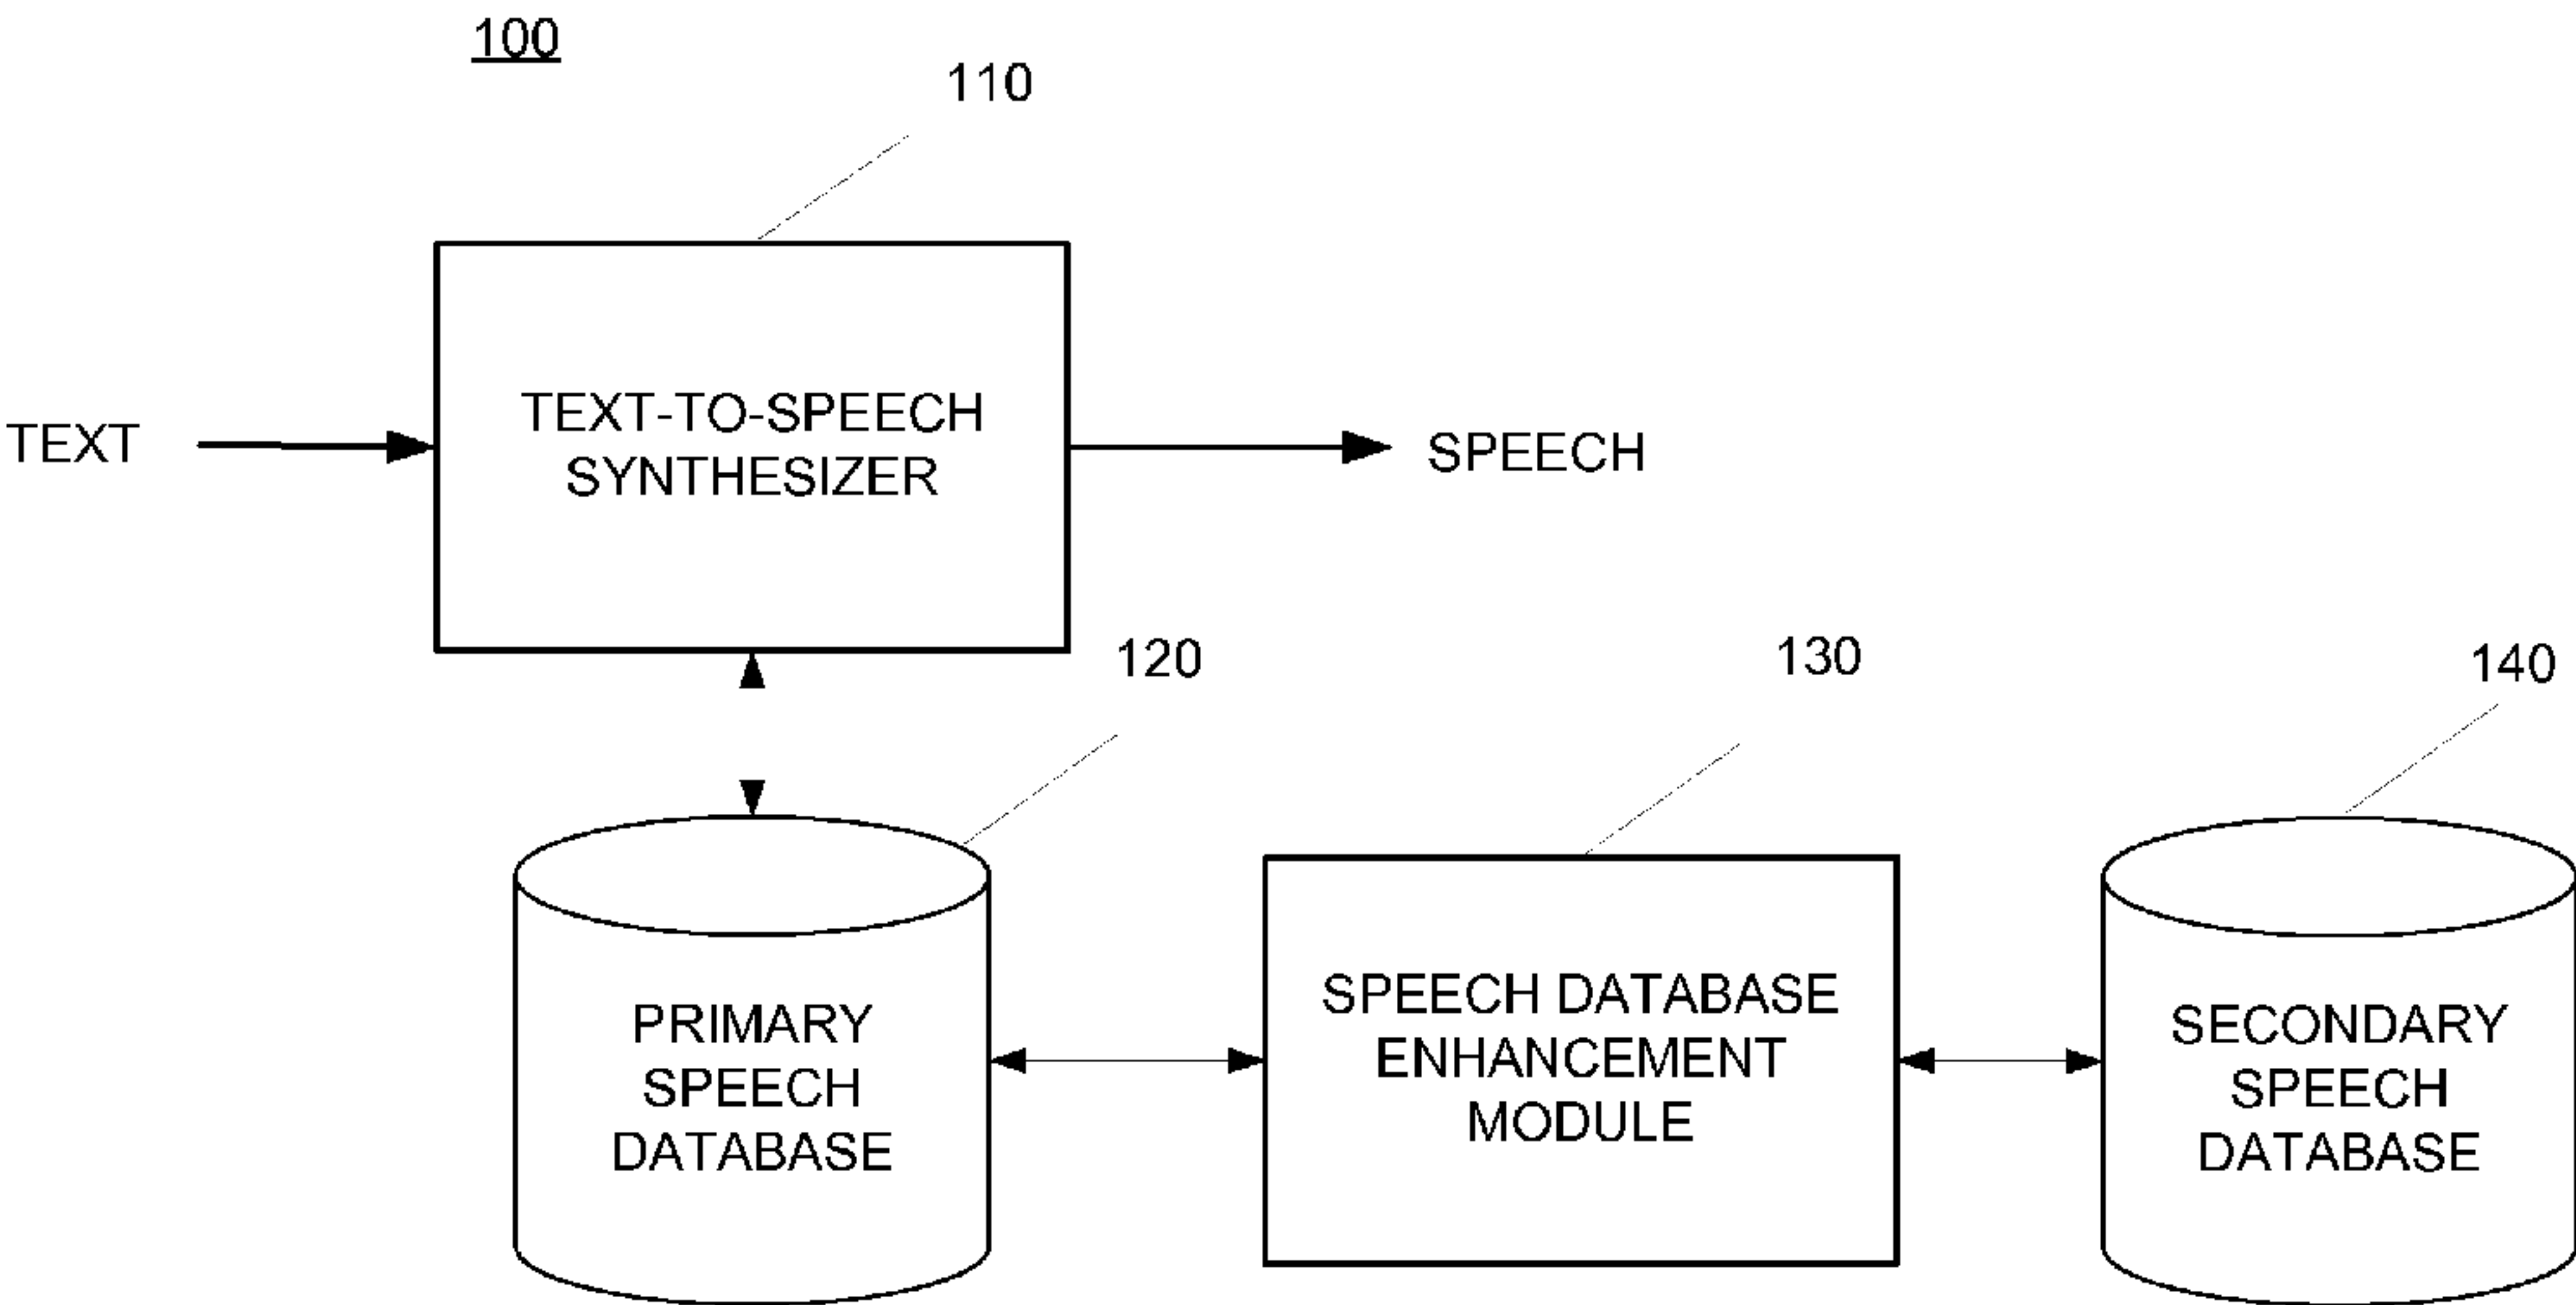 100
110
TEXT
TEXT-TO-SPEECH
SYNTHESIZER
SPEECH
120
130
140
PRIMARY
SPEECH
DATABASE
SPEECH DATABASE
ENHANCEMENT
MODULE
SECONDARY
SPEECH
DATABASE